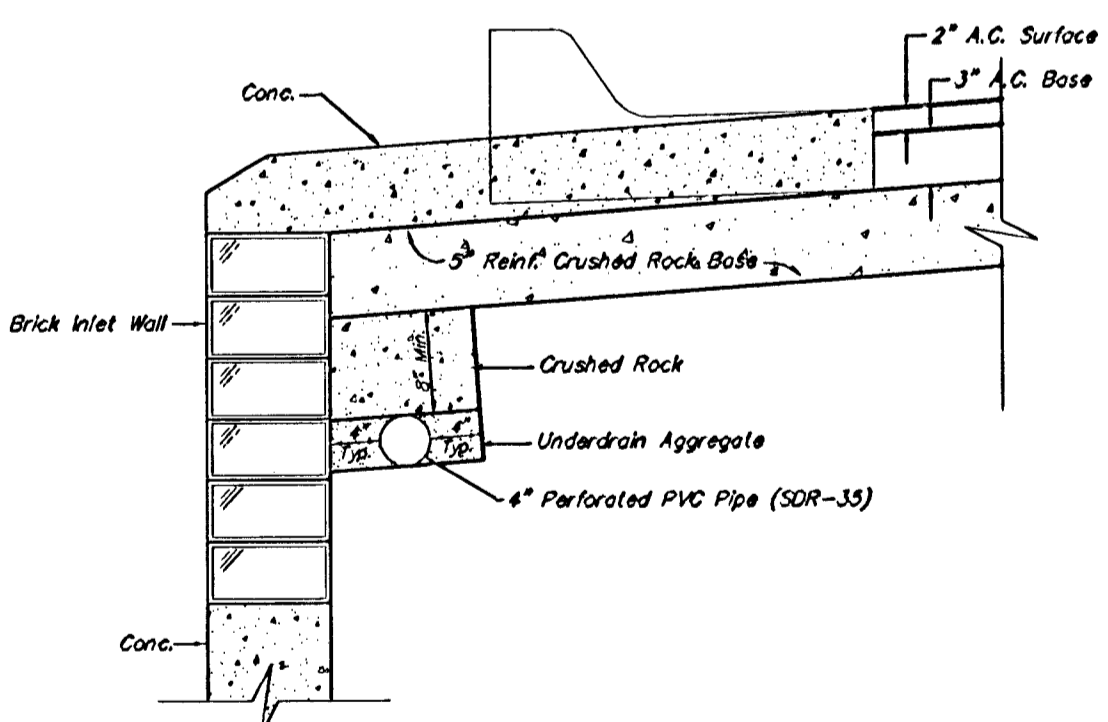 2" A.C. Surface
3" A.C. Base
Conc.
5" Reinf. Crushed Rock Base
Brick Inlet Wall
8" Min.
Crushed Rock
4" 4"
Typ. Typ.
Underdrain Aggregate
4" Perforated PVC Pipe (SDR-35)
Conc.